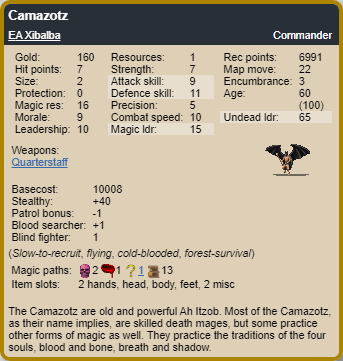 Camazotz
EA Xibalba Commander
Gold: 160 Resources: 1 Rec points: 6991
Hit points: 7 Strength: 7 Map move: 22
Size: 2 Attack skill: 9 Encumbrance: 3
Protection: 0 Defence skill: 11 Age: 60
Magic res: 16 Precision: 5 (100)
Morale: 9 Combat speed: 10 Undead ldr: 65
Leadership: 10 Magic ldr: 15
Weapons:
Quarterstaff
Basecost: 10008
Stealthy: +40
Patrol bonus: -1
Blood searcher: +1
Blind fighter: 1
(Slow-to-recruit, flying, cold-blooded, forest-survival)
Magic paths: 2 1 ? 1 13
Item slots: 2 hands, head, body, feet, 2 misc
The Camazotz are old and powerful Ah Itzob. Most of the Camazotz,
as their name implies, are skilled death mages, but some practice
other forms of magic as well. They practice the traditions of the four
souls, blood and bone, breath and shadow.